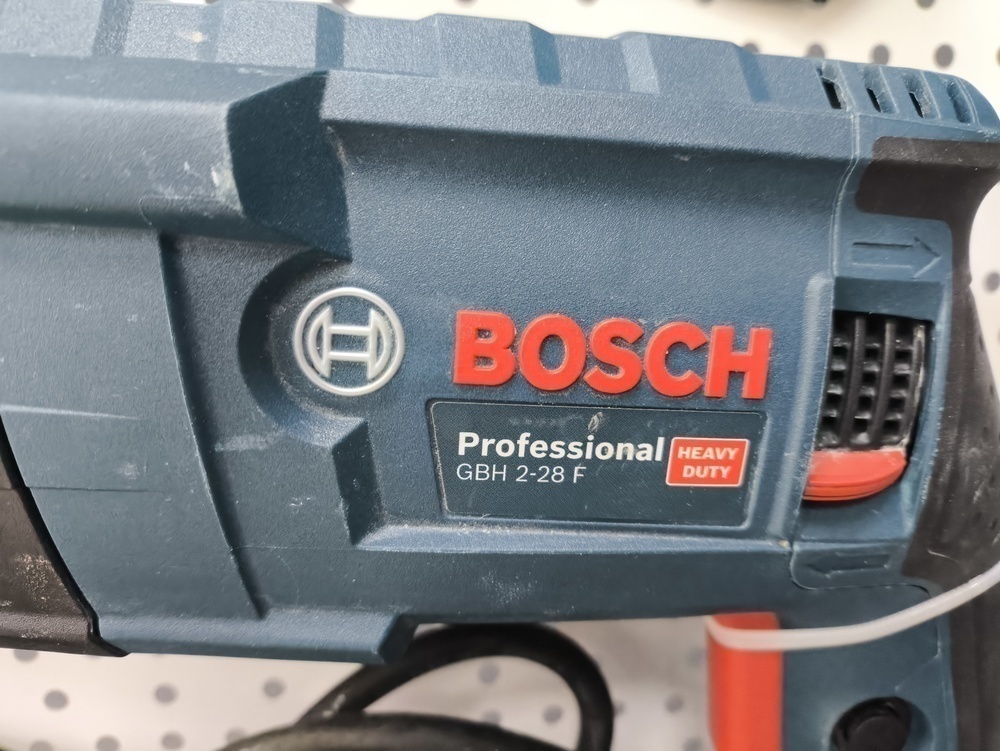 BOSCH
Professional
GBH 2-28 F
HEAVY
DUTY